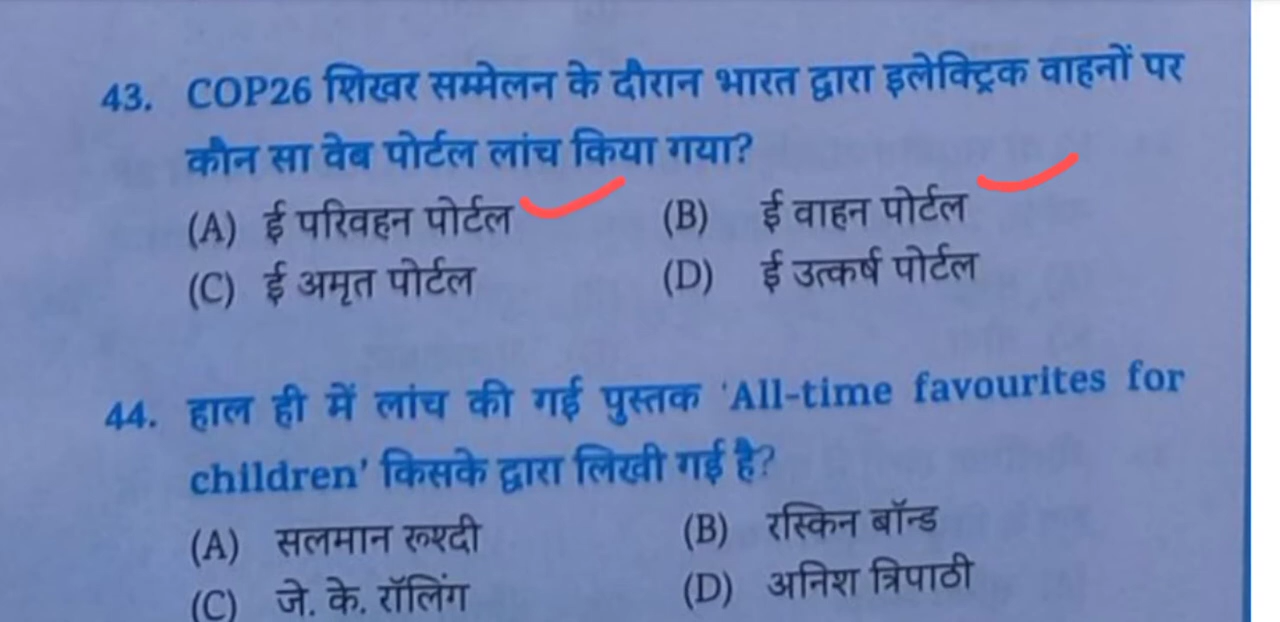 43. COP26 शिखर सम्मेलन के दौरान भारत द्वारा इलेक्ट्रिक वाहनों पर
कौन सा वेब पोर्टल लांच किया गया?
(A) ई परिवहन पोर्टल (B) ई वाहन पोर्टल
(C) ई अमृत पोर्टल (D) ई उत्कर्ष पोर्टल
44. हाल ही में लांच की गई पुस्तक 'All-time favourites for
children' किसके द्वारा लिखी गई है?
(A) सलमान रूश्दी (B) रस्किन बॉन्ड
(C) जे. के. रॉलिंग (D) अनिश त्रिपाठी